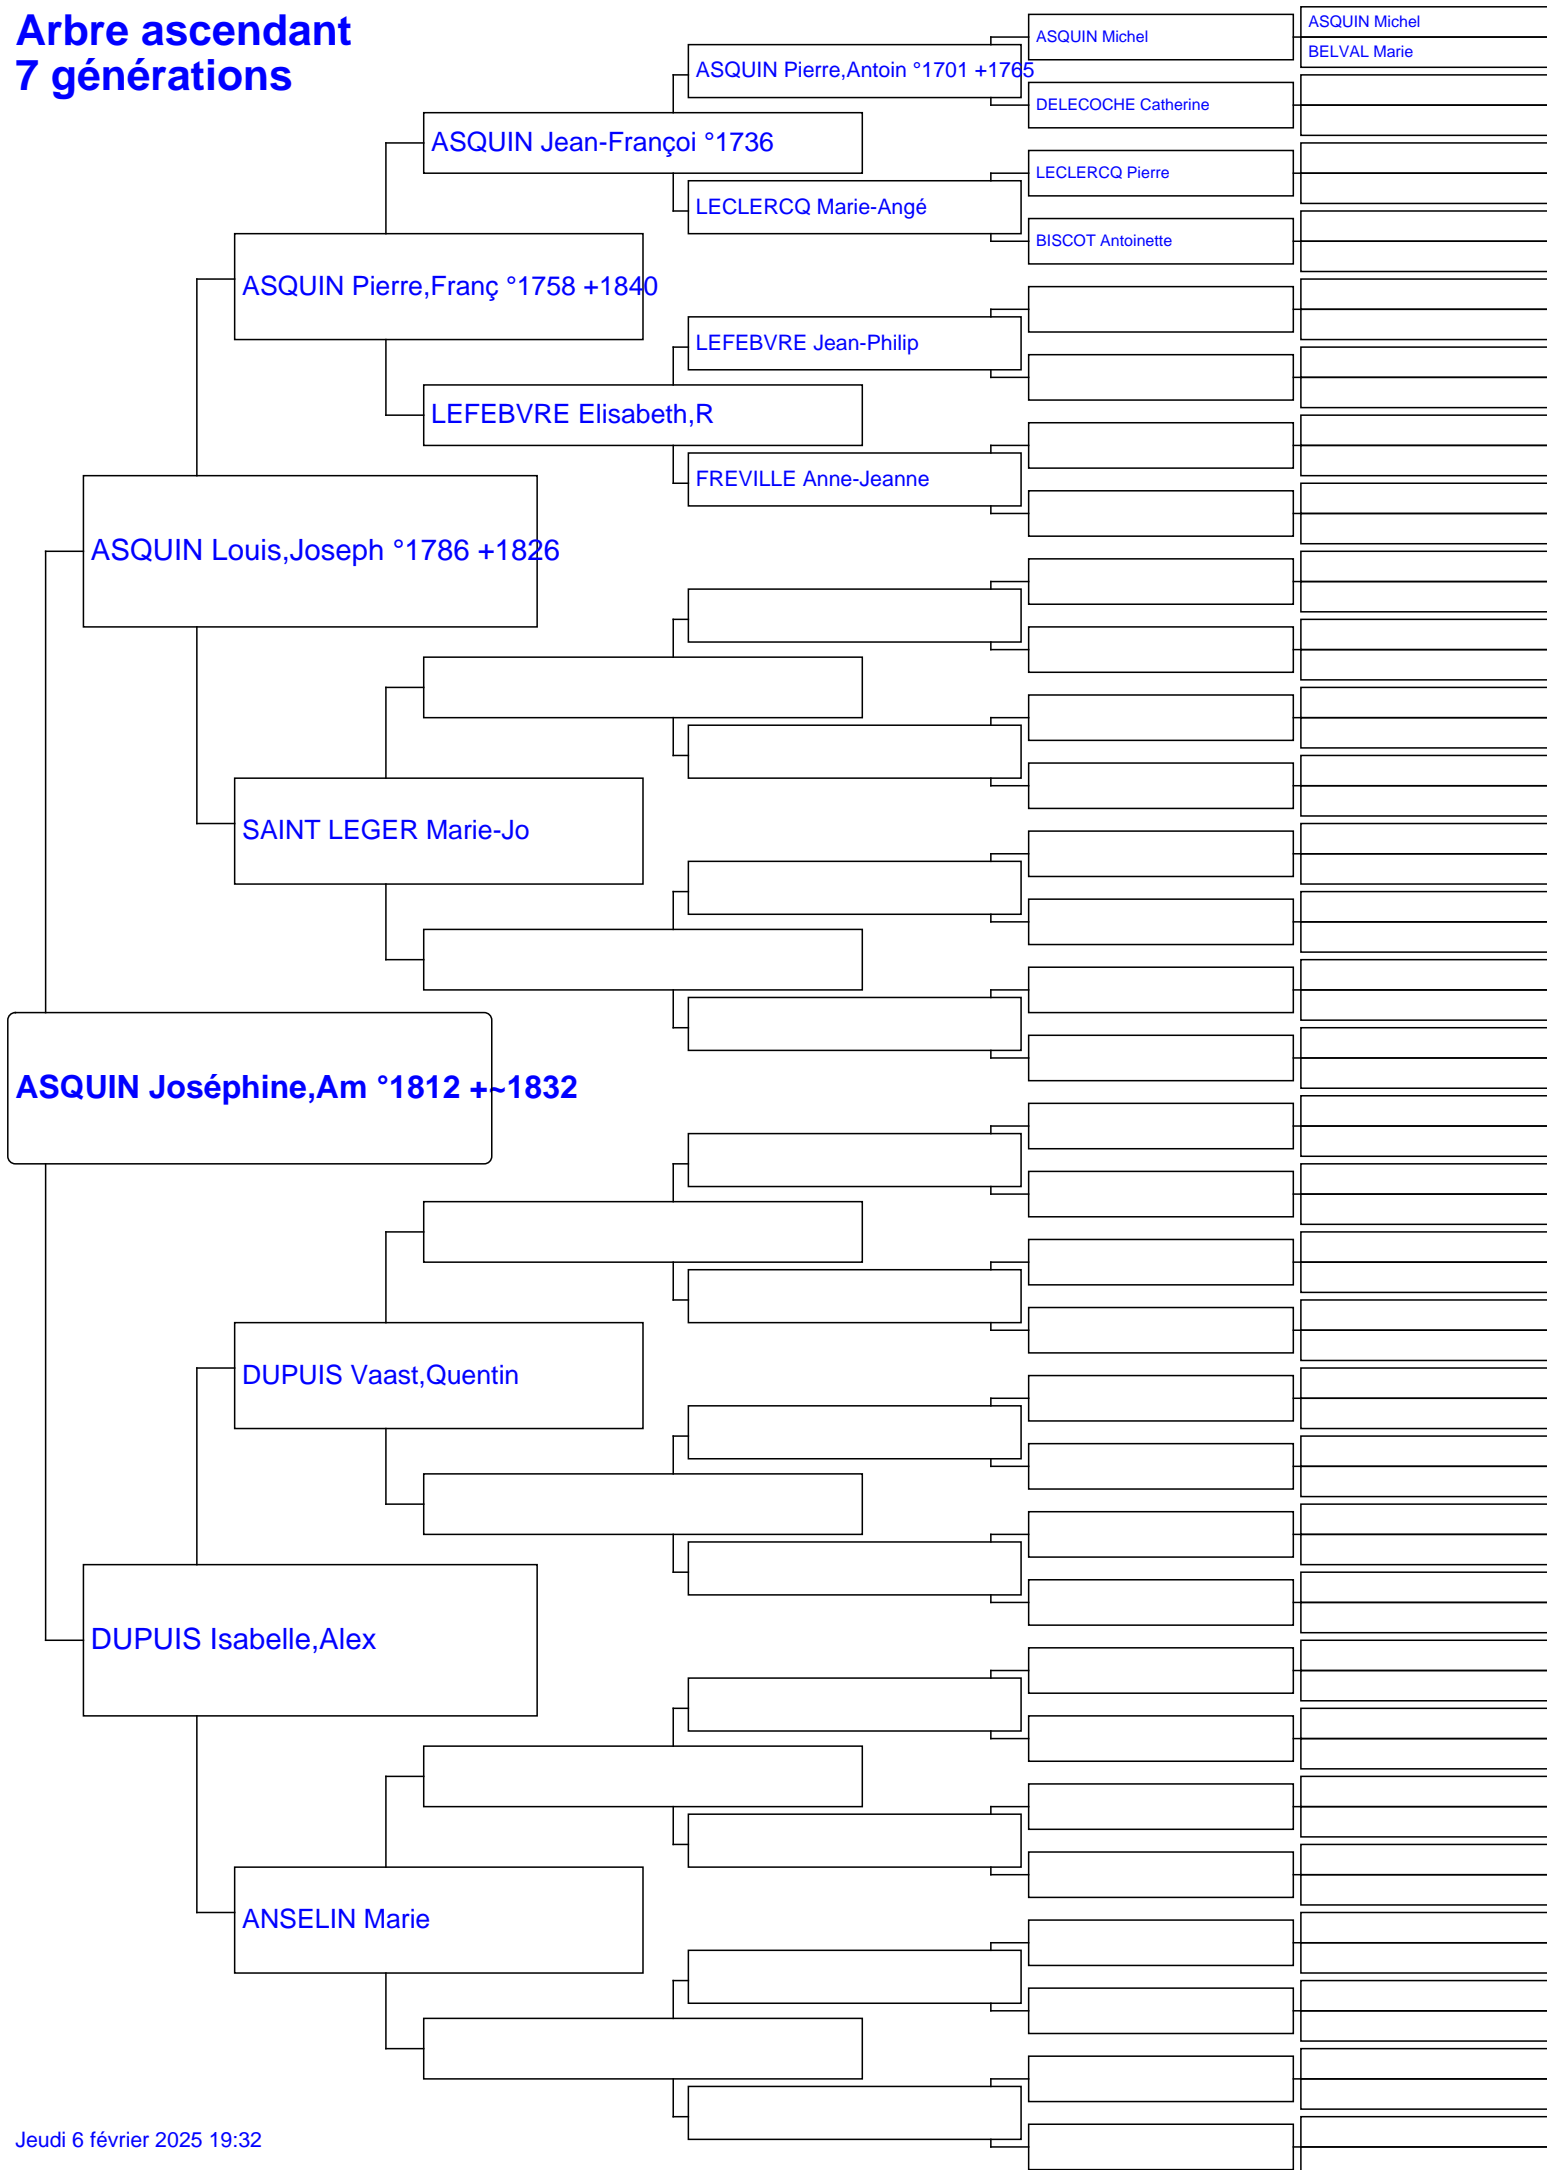 Arbre ascendant
7 générations
ASQUIN Michel
ASQUIN Michel
BELVAL Marie
ASQUIN Pierre,Antoin °1701 +1765
DELECOCHE Catherine
ASQUIN Jean-Françoi °1736
LECLERCQ Pierre
LECLERCQ Marie-Angé
BISCOT Antoinette
ASQUIN Pierre,Franç °1758 +1840
LEFEBVRE Jean-Philip
LEFEBVRE Elisabeth,R
FREVILLE Anne-Jeanne
ASQUIN Louis,Joseph °1786 +1826
SAINT LEGER Marie-Jo
ASQUIN Joséphine,Am °1812 +~1832
DUPUIS Vaast,Quentin
DUPUIS Isabelle,Alex
ANSELIN Marie
Jeudi 6 février 2025 19:32